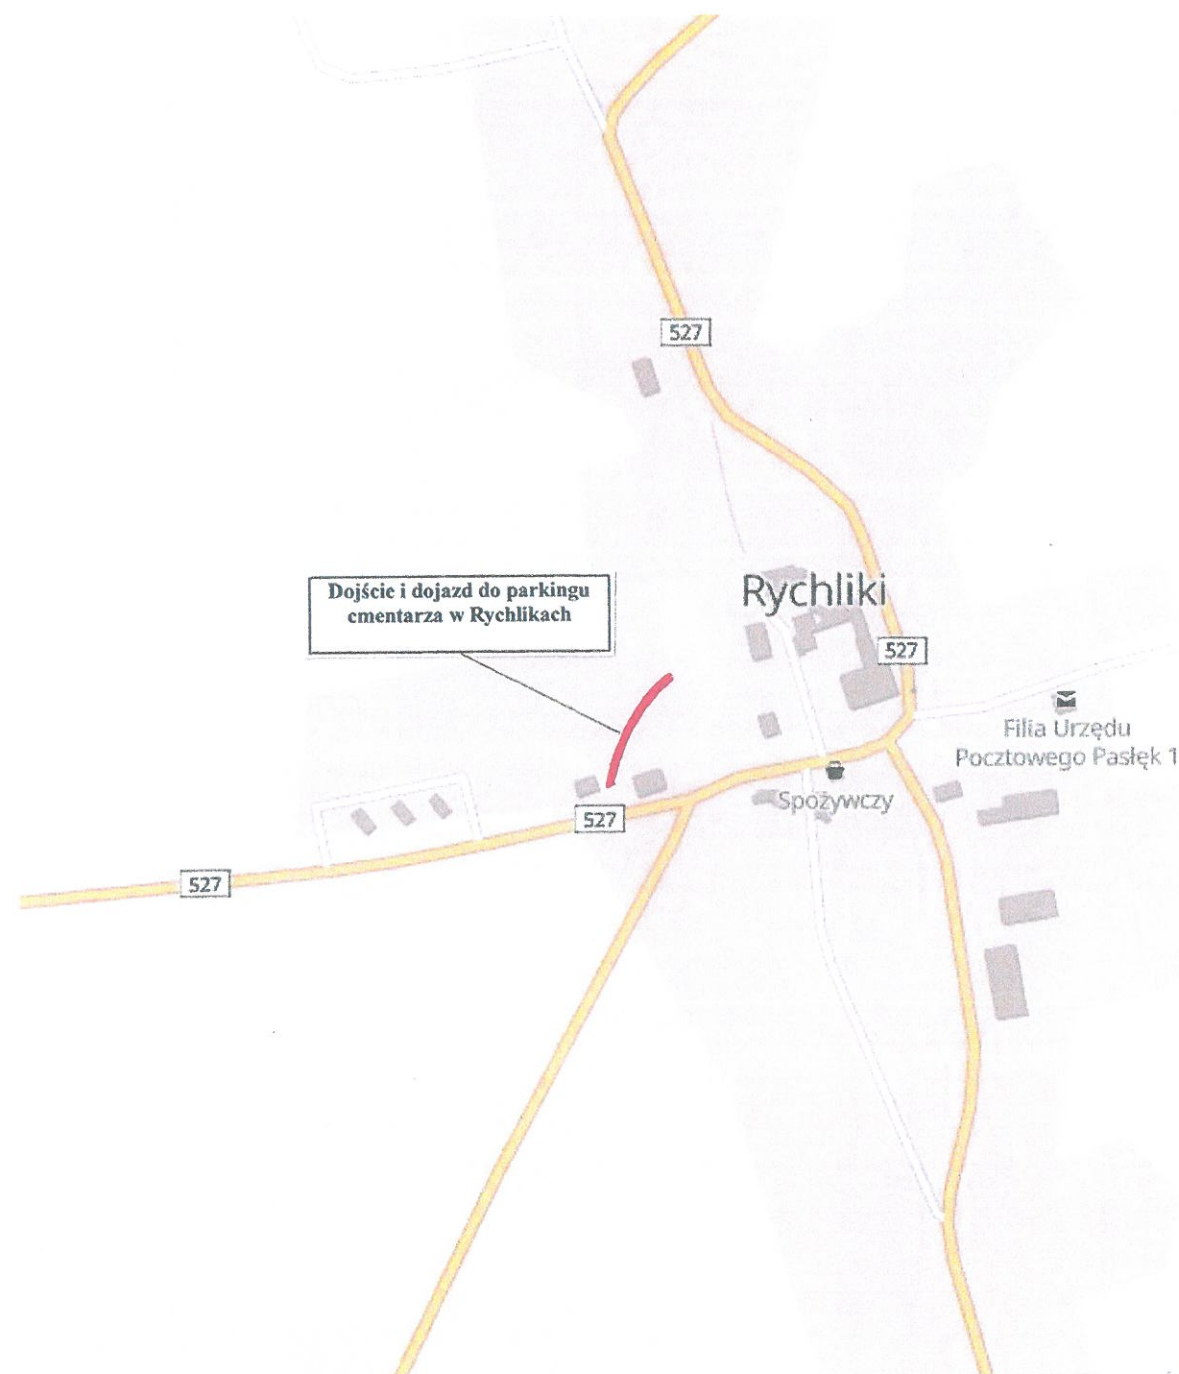 527
Dojście i dojazd do parkingu
cmentarza w Rychlikach
Rychliki
527
Filia Urzędu
Pocztowego Pasłęk 1
Spożywczy
527
527